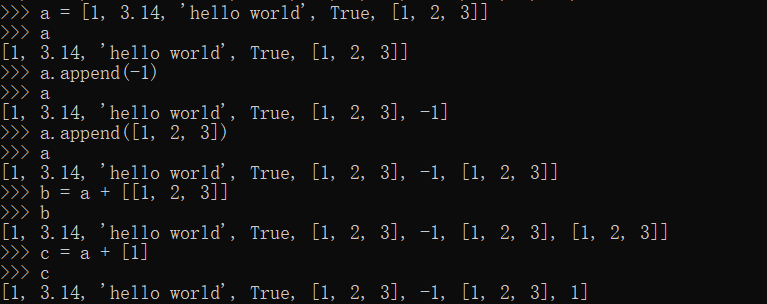 >>> a = [1, 3.14, 'hello world', True, [1, 2, 3]]
>>> a
[1, 3.14, 'hello world', True, [1, 2, 3]]
>>> a.append(-1)
>>> a
[1, 3.14, 'hello world', True, [1, 2, 3], -1]
>>> a.append([1, 2, 3])
>>> a
[1, 3.14, 'hello world', True, [1, 2, 3], -1, [1, 2, 3]]
>>> b = a + [[1, 2, 3]]
>>> b
[1, 3.14, 'hello world', True, [1, 2, 3], -1, [1, 2, 3], [1, 2, 3]]
>>> c = a + [1]
>>> c
[1, 3.14, 'hello world', True, [1, 2, 3], -1, [1, 2, 3], 1]